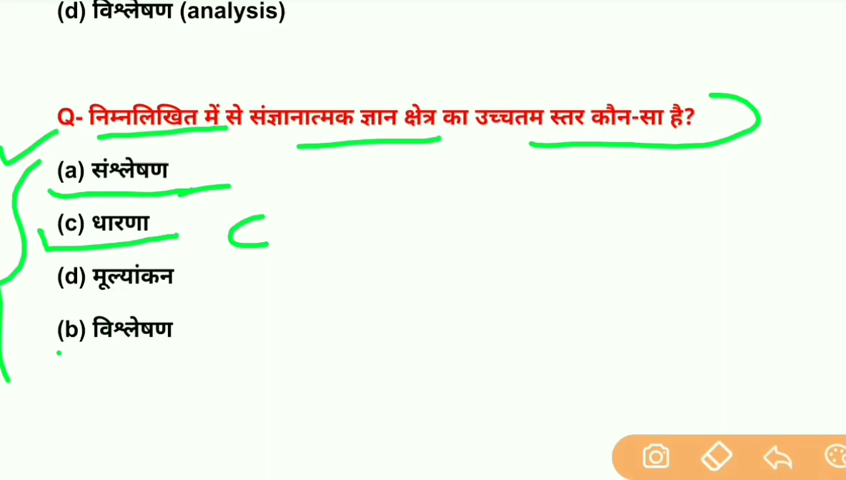 (d) विश्लेषण (analysis)
Q- निम्नलिखित में से संज्ञानात्मक ज्ञान क्षेत्र का उच्चतम स्तर कौन-सा है?
(a) संश्लेषण
(c) धारणा
(d) मूल्यांकन
(b) विश्लेषण